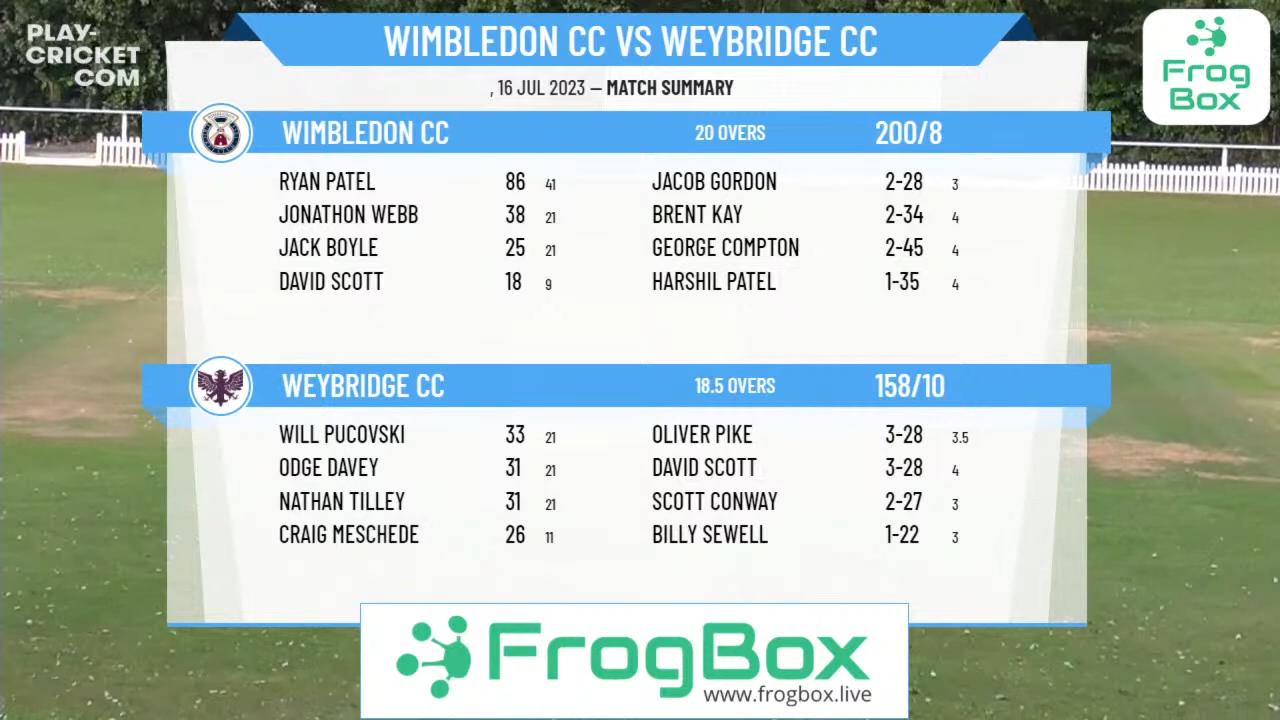 PLAY-
CRICKET
COM
WIMBLEDON CC VS WEYBRIDGE CC
Frog
Box
, 16 JUL 2023 – MATCH SUMMARY
WIMBLEDON CC 20 OVERS 200/8
RYAN PATEL 86 41 JACOB GORDON 2-28 3
JONATHON WEBB 38 21 BRENT KAY 2-34 4
JACK BOYLE 25 21 GEORGE COMPTON 2-45 4
DAVID SCOTT 18 9 HARSHIL PATEL 1-35 4
WEYBRIDGE CC 18.5 OVERS 158/10
WILL PUCOVSKI 33 21 OLIVER PIKE 3-28 3.5
ODGE DAVEY 31 21 DAVID SCOTT 3-28 4
NATHAN TILLEY 31 21 SCOTT CONWAY 2-27 3
CRAIG MESCHEDE 26 11 BILLY SEWELL 1-22 3
FrogBox
www.frogbox.live